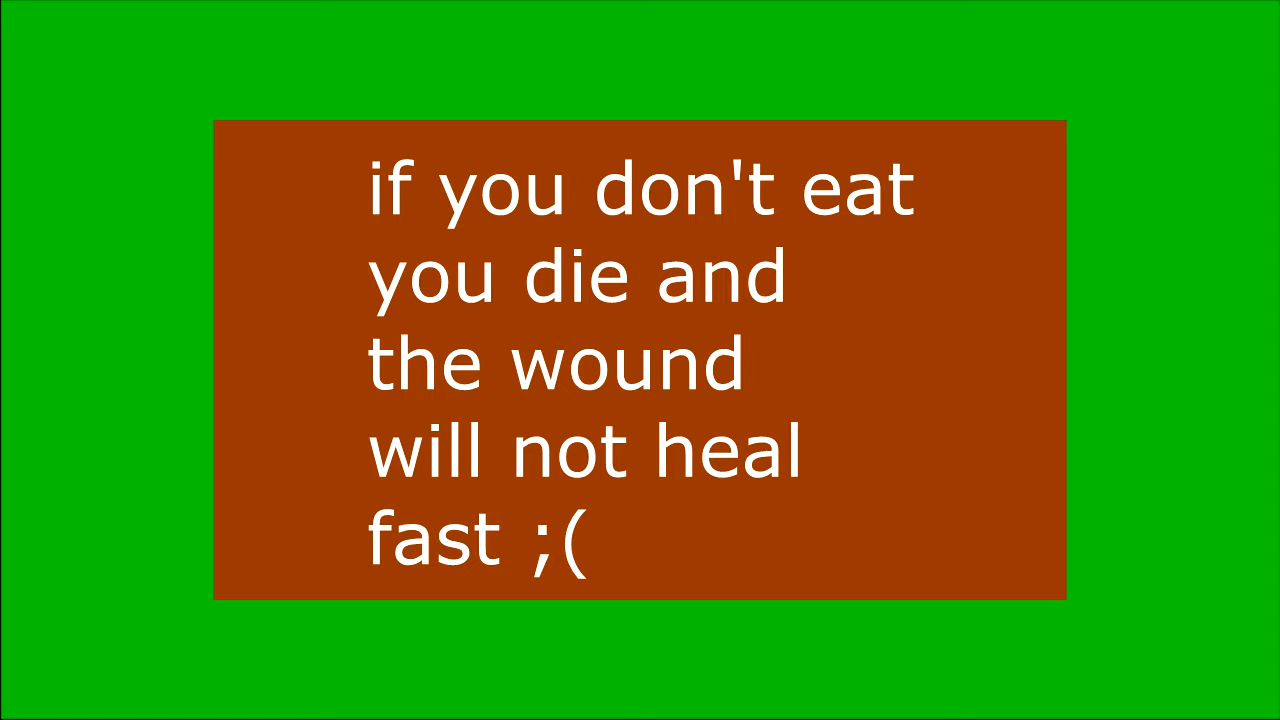 if you don't eat
you die and
the wound
will not heal
fast ;(